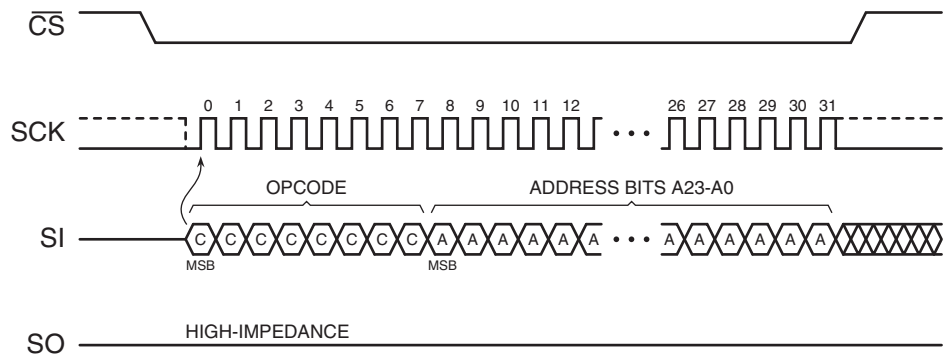 CS
SCK
0 1 2 3 4 5 6 7 8 9 10 11 12 26 27 28 29 30 31
OPCODE ADDRESS BITS A23-A0
SI
C C C C C C C C A A A A A A A A A A A A
MSB MSB
SO
HIGH-IMPEDANCE